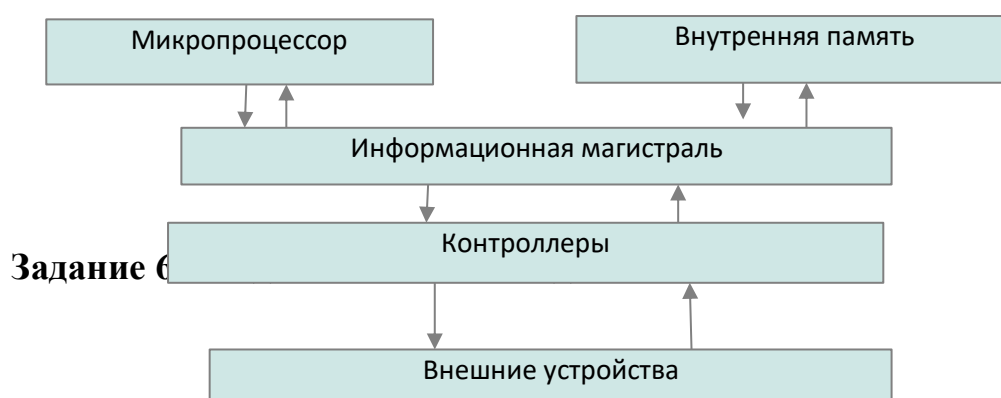 Микропроцессор
Внутренняя память
Информационная магистраль
Контроллеры
Задание 6
Внешние устройства